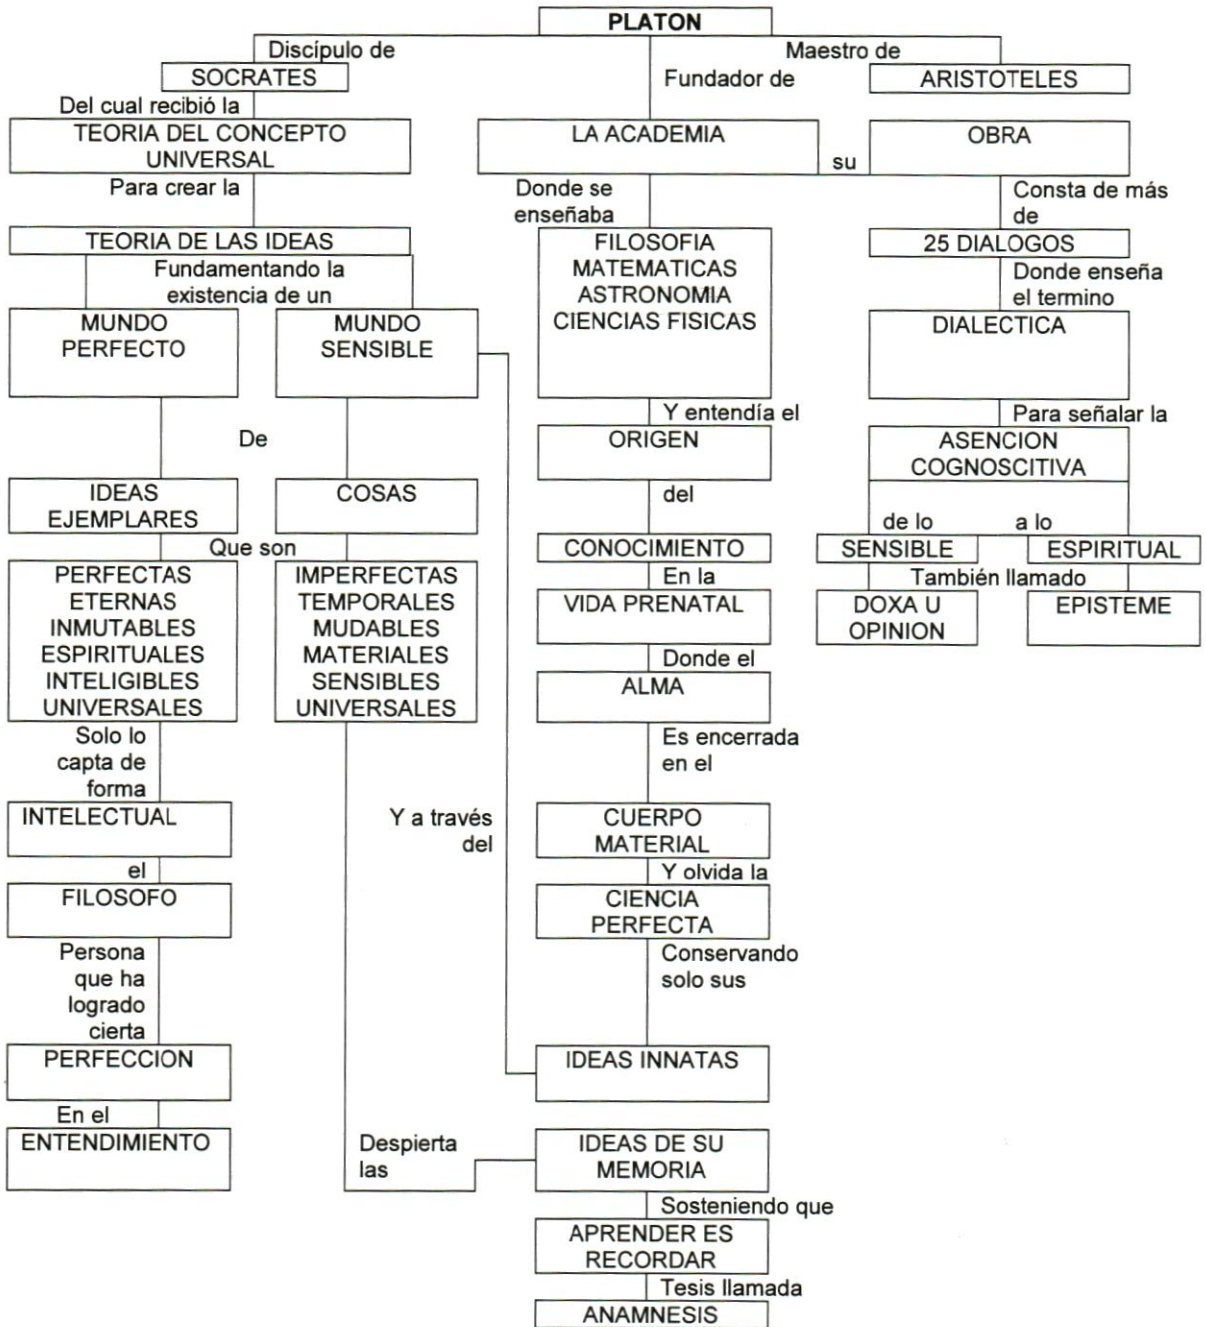 PLATON
Discípulo de
Maestro de
SOCRATES
Fundador de
ARISTOTELES
Del cual recibió la
TEORIA DEL CONCEPTO
UNIVERSAL
LA ACADEMIA
su
OBRA
Para crear la
Donde se
enseñaba
Consta de más
de
TEORIA DE LAS IDEAS
FILOSOFIA
MATEMATICAS
ASTRONOMIA
CIENCIAS FISICAS
25 DIALOGOS
Fundamentando la
existencia de un
Donde enseña
el termino
MUNDO
PERFECTO
MUNDO
SENSIBLE
DIALECTICA
Y entendía el
Para señalar la
De
ORIGEN
ASENCION
COGNOSCITIVA
IDEAS
EJEMPLARES
COSAS
del
de lo
a lo
Que son
CONOCIMIENTO
SENSIBLE
ESPIRITUAL
En la
También llamado
PERFECTAS
ETERNAS
INMUTABLES
ESPIRITUALES
INTELIGIBLES
UNIVERSALES
IMPERFECTAS
TEMPORALES
MUDABLES
MATERIALES
SENSIBLES
UNIVERSALES
VIDA PRENATAL
DOXA U
OPINION
EPISTEME
Donde el
ALMA
Solo lo
capta de
forma
Es encerrada
en el
INTELECTUAL
Y a través
del
CUERPO
MATERIAL
el
Y olvida la
FILOSOFO
CIENCIA
PERFECTA
Persona
que ha
logrado
cierta
Conservando
solo sus
PERFECCION
IDEAS INNATAS
En el
ENTENDIMIENTO
Despierta
las
IDEAS DE SU
MEMORIA
Sosteniendo que
APRENDER ES
RECORDAR
Tesis llamada
ANAMNESIS